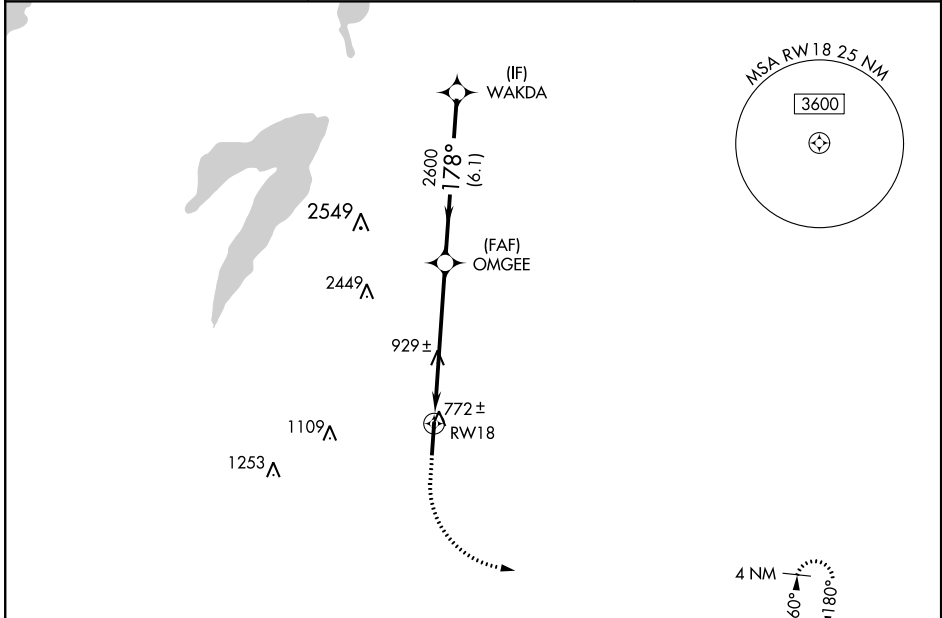 MSA RW18 25 NM
3600
(IF)
WAKDA
2600
178°
(6.1)
2549
(FAF)
OMGEE
2449
929±
772±
RW18
1109
1253
4 NM
60°
180°